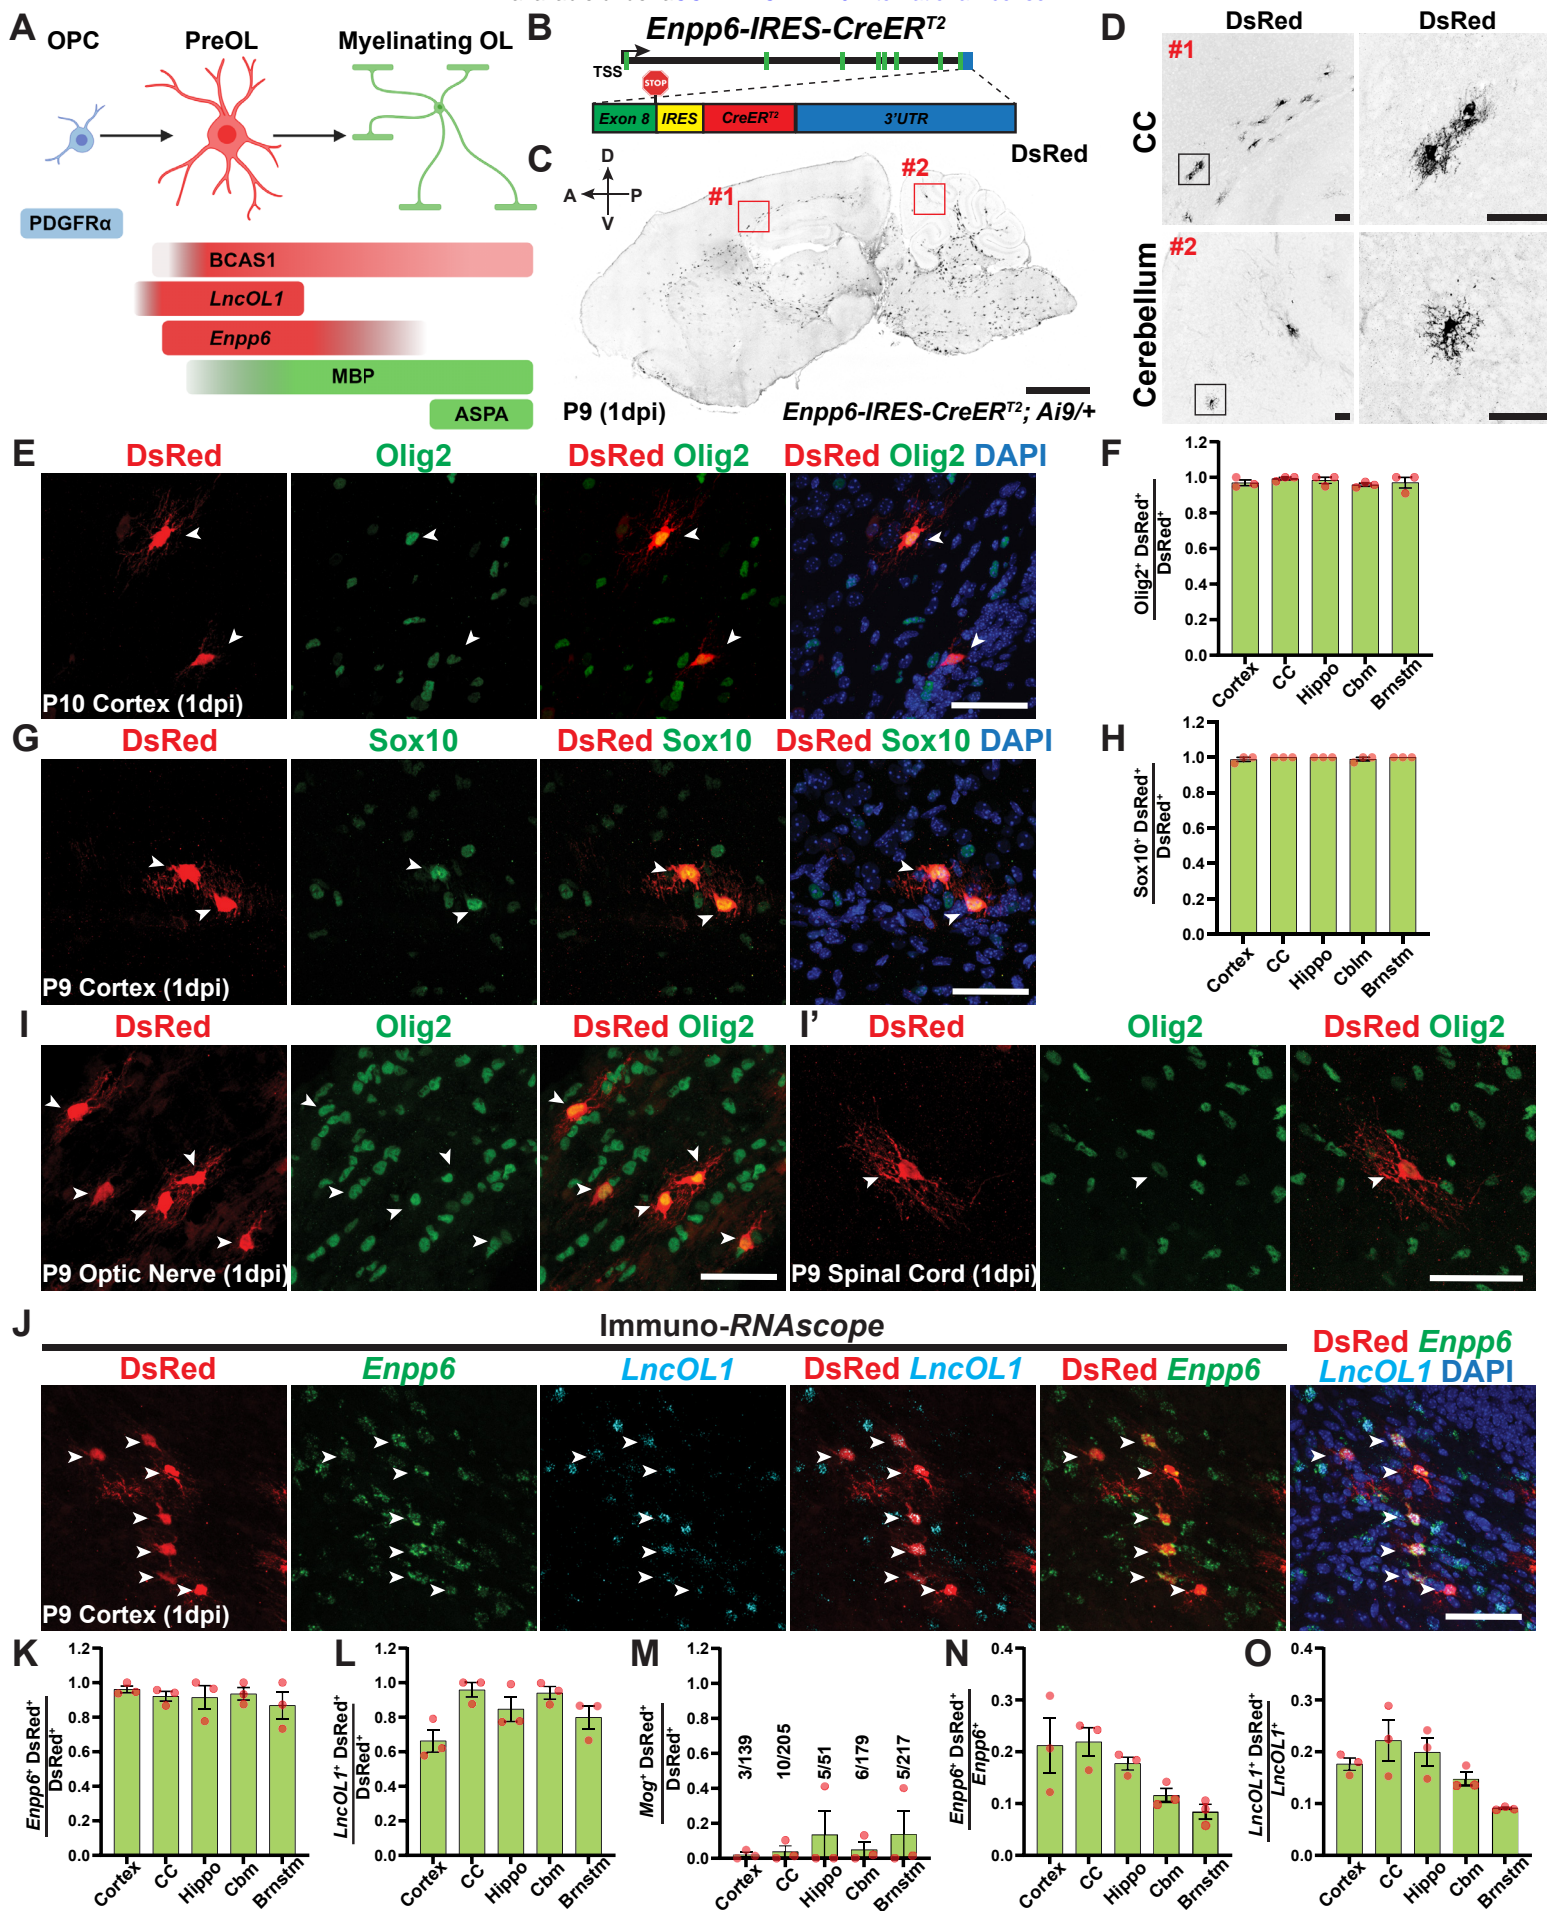 A
OPC
PreOL
Myelinating OL
PDGFRα
BCAS1
LncOL1
Enpp6
MBP
ASPA
B
Enpp6-IRES-CreERT2
TSS
STOP
Exon 8
IRES
CreERT2
3'UTR
C
DsRed
D
A
P
V
#1
#2
P9 (1dpi)
Enpp6-IRES-CreERT2; Ai9/+
D
DsRed
DsRed
CC
#1
Cerebellum
#2
E
DsRed
Olig2
DsRed Olig2
DsRed Olig2 DAPI
P10 Cortex (1dpi)
F
Olig2+ DsRed+
DsRed+
1.2
1.0
0.8
0.6
0.4
0.2
0.0
Cortex
CC
Hippo
Cbm
Brnstm
G
DsRed
Sox10
DsRed Sox10
DsRed Sox10 DAPI
P9 Cortex (1dpi)
H
Sox10+ DsRed+
DsRed+
1.2
1.0
0.8
0.6
0.4
0.2
0.0
Cortex
CC
Hippo
Cblm
Brnstm
I
DsRed
Olig2
DsRed Olig2
P9 Optic Nerve (1dpi)
I'
DsRed
Olig2
DsRed Olig2
P9 Spinal Cord (1dpi)
J
Immuno-RNAscope
DsRed
Enpp6
LncOL1
DsRed LncOL1
DsRed Enpp6
DsRed Enpp6
LncOL1 DAPI
P9 Cortex (1dpi)
K
Enpp6+ DsRed+
DsRed+
1.2
1.0
0.8
0.6
0.4
0.2
0.0
Cortex
CC
Hippo
Cbm
Brnstm
L
LncOL1+ DsRed+
DsRed+
1.2
1.0
0.8
0.6
0.4
0.2
0.0
Cortex
CC
Hippo
Cbm
Brnstm
M
Mog+ DsRed+
DsRed+
1.2
1.0
0.8
0.6
0.4
0.2
0.0
3/139
10/205
5/51
6/179
5/217
Cortex
CC
Hippo
Cbm
Brnstm
N
Enpp6+ DsRed+
Enpp6+
0.4
0.3
0.2
0.1
0.0
Cortex
CC
Hippo
Cbm
Brnstm
O
LncOL1+ DsRed+
LncOL1+
0.4
0.3
0.2
0.1
0.0
Cortex
CC
Hippo
Cbm
Brnstm